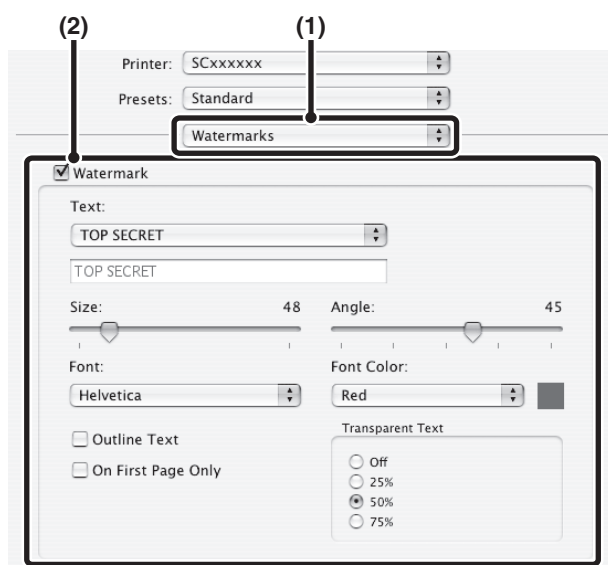 (2) (1)
Printer: SCxxxxxx
Presets: Standard
Watermarks
Watermark
Text:
TOP SECRET
TOP SECRET
Size: 48 Angle: 45
Font: Font Color:
Helvetica Red
Outline Text Transparent Text
On First Page Only Off
25%
50%
75%